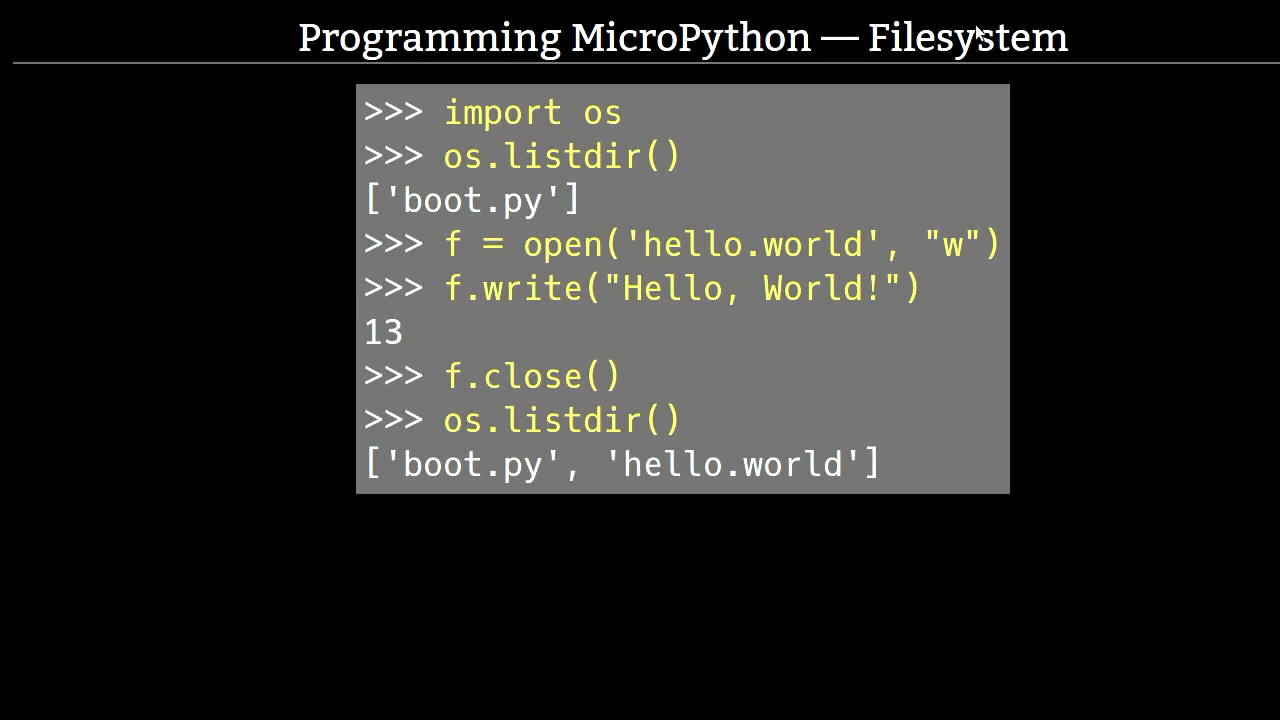 Programming MicroPython — Filesystem
>>> import os
>>> os.listdir()
['boot.py']
>>> f = open('hello.world', "w")
>>> f.write("Hello, World!")
13
>>> f.close()
>>> os.listdir()
['boot.py', 'hello.world']